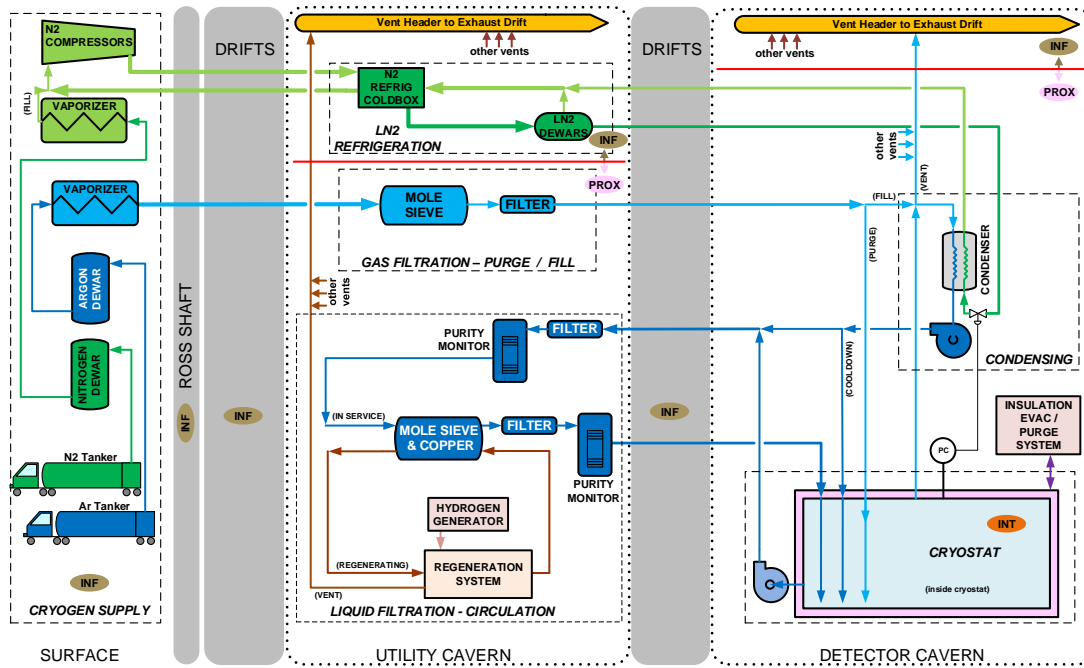 N2
COMPRESSORS
(FILL)
VAPORIZER
VAPORIZER
ARGON
DEWAR
NITROGEN
DEWAR
N2 Tanker
Ar Tanker
INF
CRYOGEN SUPPLY
SURFACE
ROSS SHAFT
INF
DRIFTS
INF
Vent Header to Exhaust Drift
other vents
N2
REFRIG
COLDBOX
LN2
DEWARS
LN2
REFRIGERATION
INF
PROX
MOLE
SIEVE
FILTER
GAS FILTRATION – PURGE / FILL
other
vents
PURITY
MONITOR
FILTER
(IN SERVICE)
MOLE SIEVE
& COPPER
FILTER
PURITY
MONITOR
HYDROGEN
GENERATOR
(REGENERATING)
REGENERATION
SYSTEM
(VENT)
LIQUID FILTRATION - CIRCULATION
UTILITY CAVERN
DRIFTS
INF
Vent Header to Exhaust Drift
other vents
INF
PROX
other
vents
(VENT)
(FILL)
(PURGE)
CONDENSER
C
CONDENSING
(COOLDOWN)
INSULATION
EVAC /
PURGE
SYSTEM
PC
INT
CRYOSTAT
(inside cryostat)
C
DETECTOR CAVERN